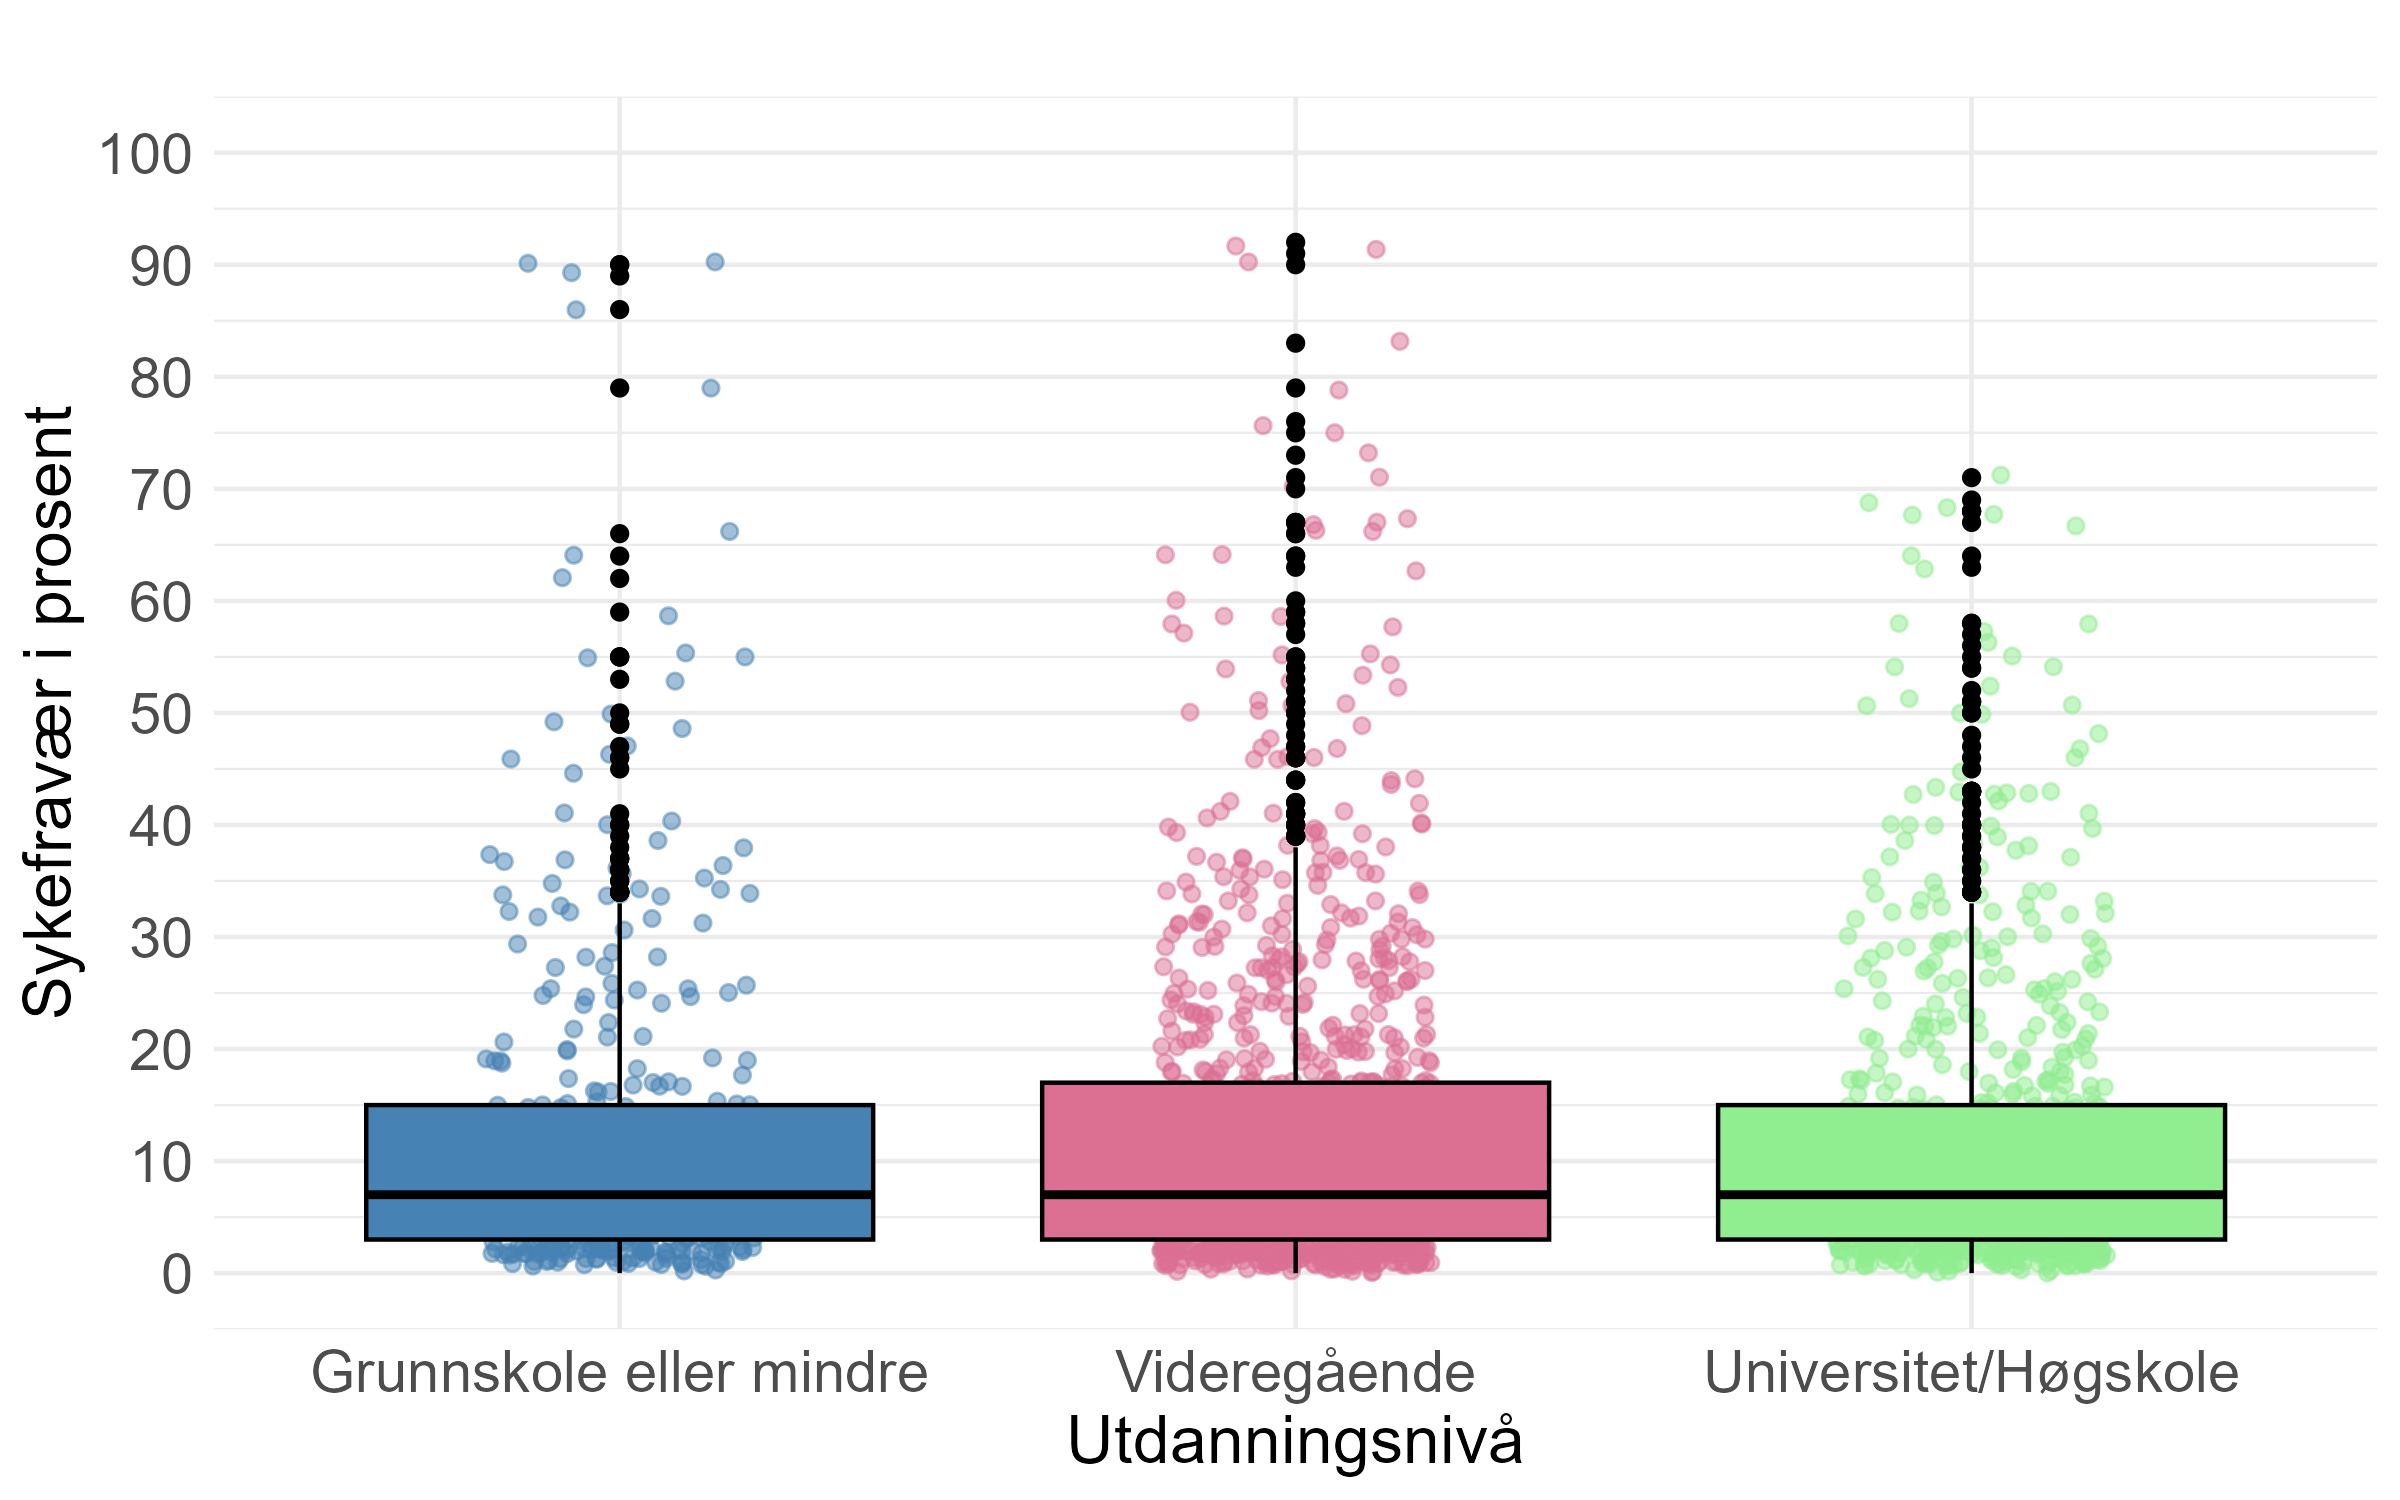 Sykefravær i prosent
100
90
80
70
60
50
40
30
20
10
0
Grunnskole eller mindre
Videregående
Universitet/Høgskole
Utdanningsnivå